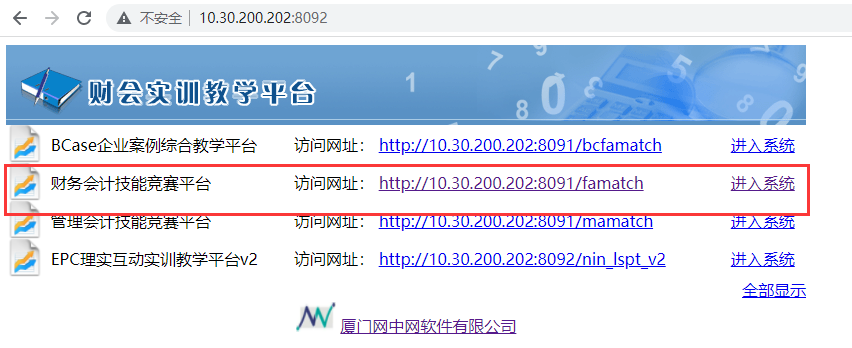 不安全 | 10.30.200.202:8092
财会实训教学平台
BCase企业案例综合教学平台 访问网址： http://10.30.200.202:8091/bcfamatch 进入系统
财务会计技能竞赛平台 访问网址： http://10.30.200.202:8091/famatch 进入系统
管理会计技能竞赛平台 访问网址： http://10.30.200.202:8091/mamatch 进入系统
EPC理实互动实训教学平台v2 访问网址： http://10.30.200.202:8092/nin_lspt_v2 进入系统
全部显示
厦门网中网软件有限公司